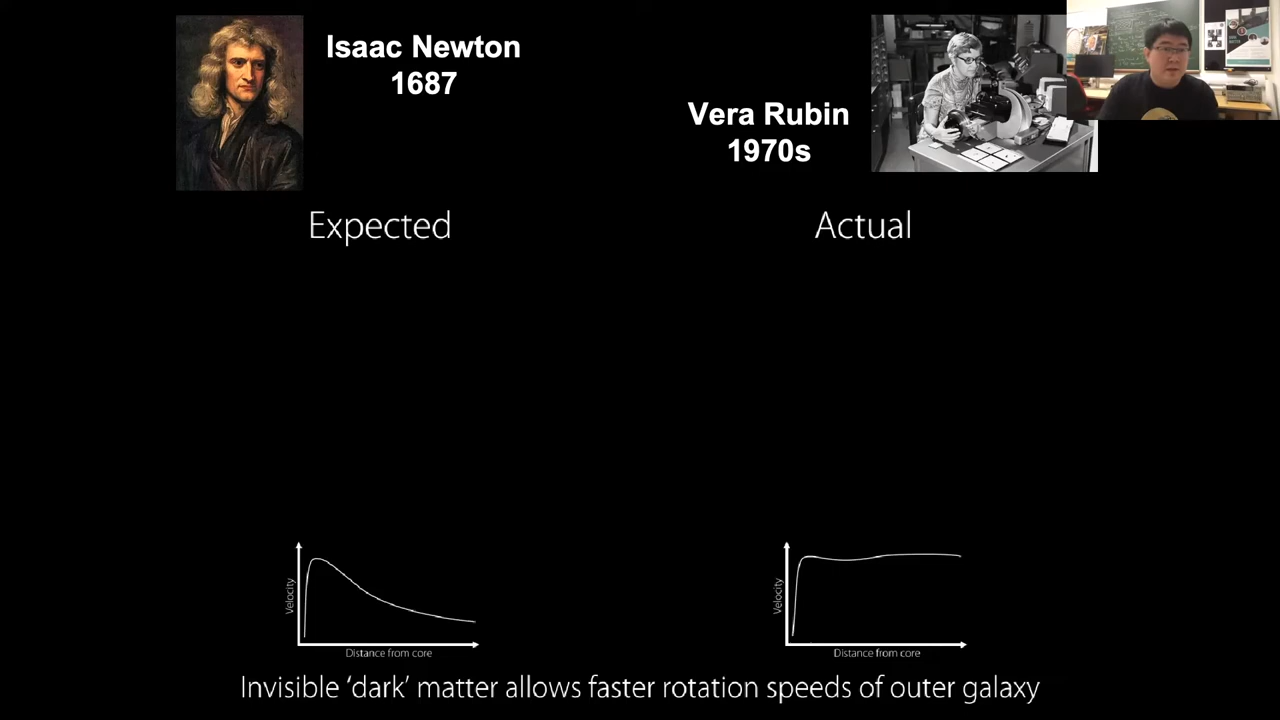 Isaac Newton
1687
Vera Rubin
1970s
Expected
Actual
Velocity
Distance from core
Velocity
Distance from core
Invisible ‘dark’ matter allows faster rotation speeds of outer galaxy